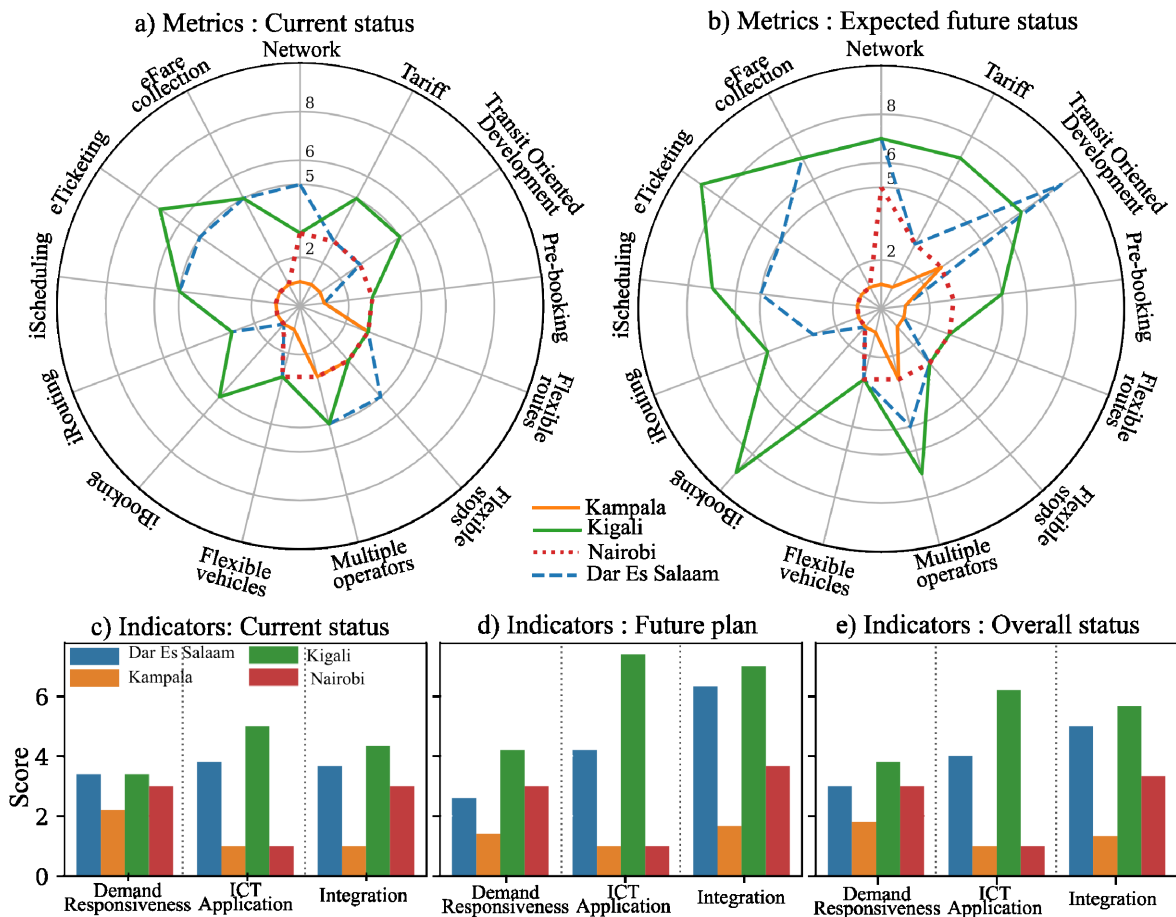 a) Metrics : Current status
Network
Tariff
Transit Oriented
Development
Pre-booking
Flexible
routes
Flexible
stops
Multiple
operators
Flexible
vehicles
iBooking
iRouting
iScheduling
eTicketing
eFare
collection
8
6
5
2
b) Metrics : Expected future status
Network
Tariff
Transit Oriented
Development
Pre-booking
Flexible
routes
Flexible
stops
Multiple
operators
Flexible
vehicles
iBooking
iRouting
iScheduling
eTicketing
eFare
collection
8
6
5
2
Kampala
Kigali
Nairobi
Dar Es Salaam
c) Indicators: Current status
Dar Es Salaam
Kampala
Kigali
Nairobi
Score
6
4
2
0
Demand
Responsiveness
ICT
Application
Integration
d) Indicators : Future plan
Demand
Responsiveness
ICT
Application
Integration
e) Indicators : Overall status
Demand
Responsiveness
ICT
Application
Integration